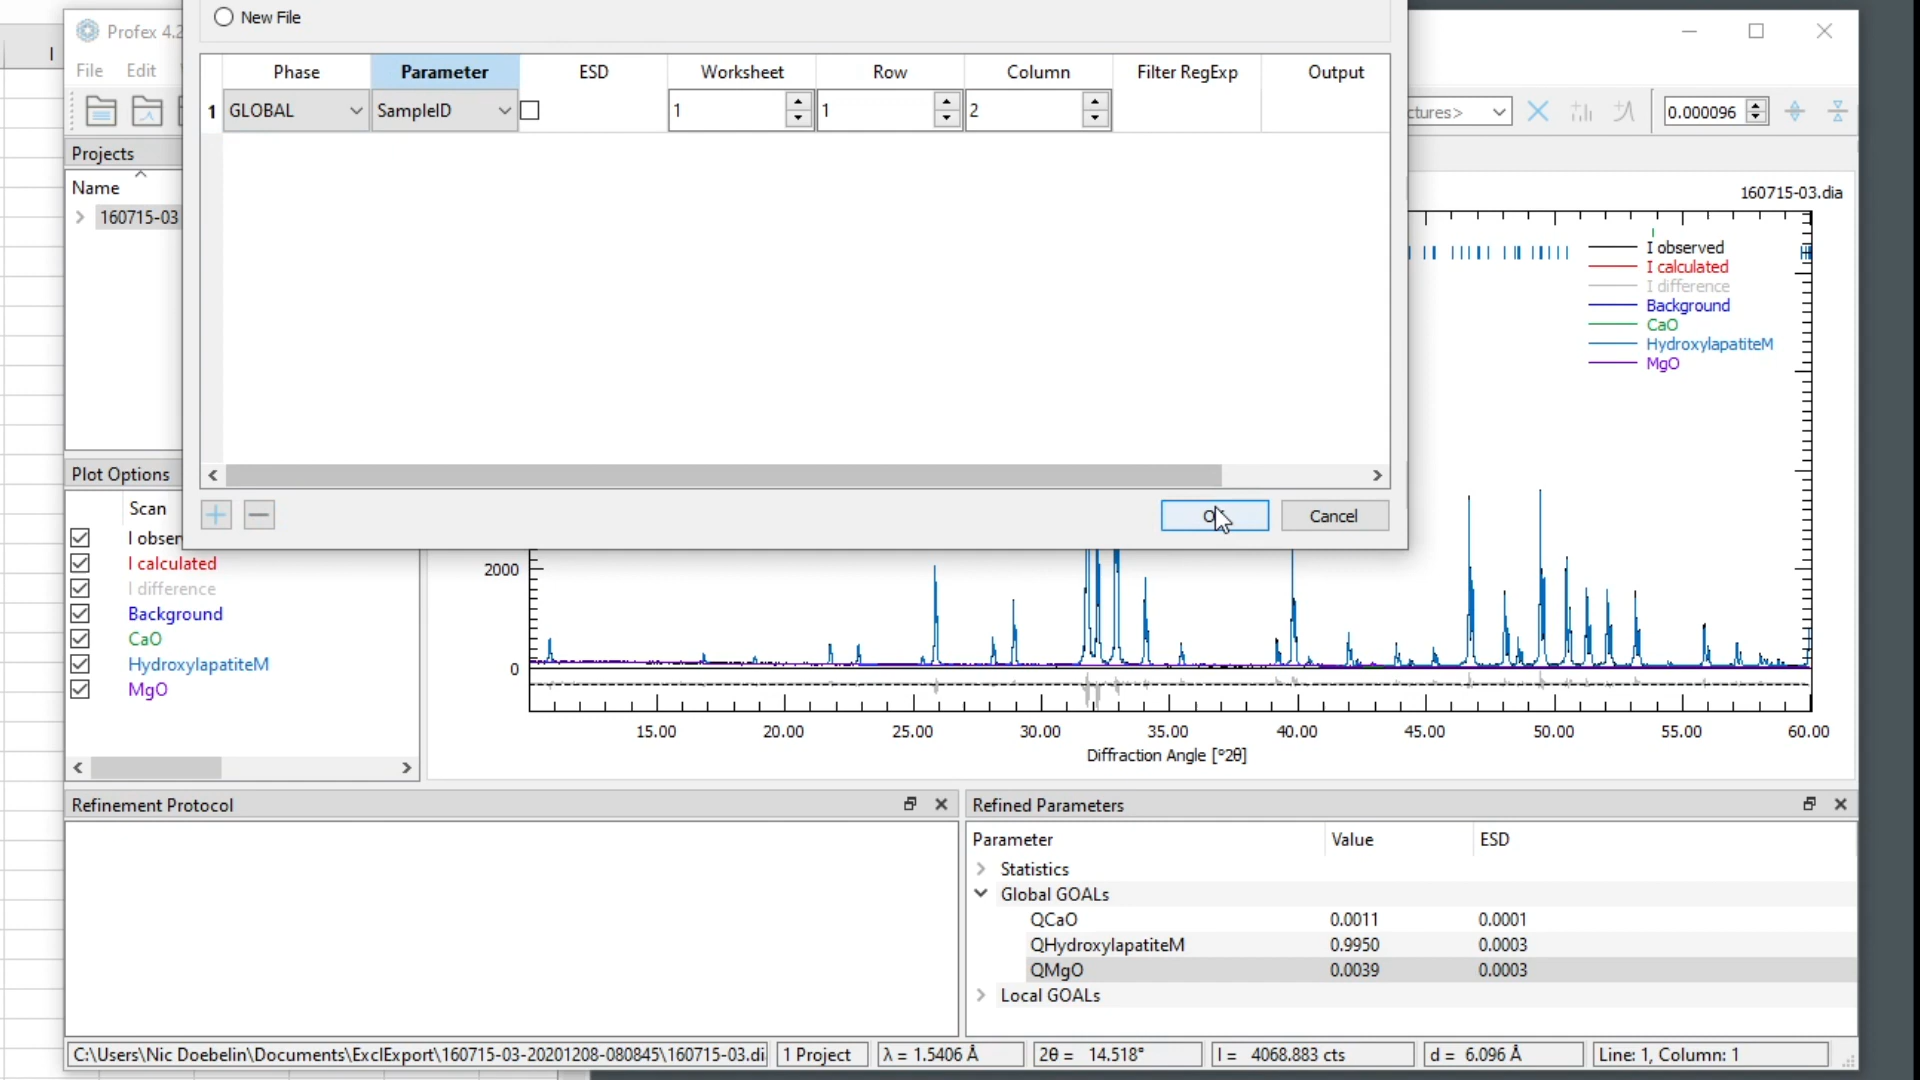 New File
Profex 4.2
File Edit
Phase Parameter ESD Worksheet Row Column Filter RegExp Output
1 GLOBAL SampleID 1 1 2
ctures> 0.000096
Projects
Name
160715-03
160715-03.dia
I observed
I calculated
I difference
Background
CaO
HydroxylapatiteM
MgO
Plot Options
Scan
I obser
I calculated
I difference
Background
CaO
HydroxylapatiteM
MgO
Cancel
2000
0
15.00 20.00 25.00 30.00 35.00 40.00 45.00 50.00 55.00 60.00
Diffraction Angle [°2θ]
Refinement Protocol
Refined Parameters
Parameter Value ESD
Statistics
Global GOALs
QCaO 0.0011 0.0001
QHydroxylapatiteM 0.9950 0.0003
QMgO 0.0039 0.0003
Local GOALs
C:\Users\Nic Doebelin\Documents\ExclExport\160715-03-20201208-080845\160715-03.di 1 Project λ = 1.5406 Å 2θ = 14.518° I = 4068.883 cts d = 6.096 Å Line: 1, Column: 1